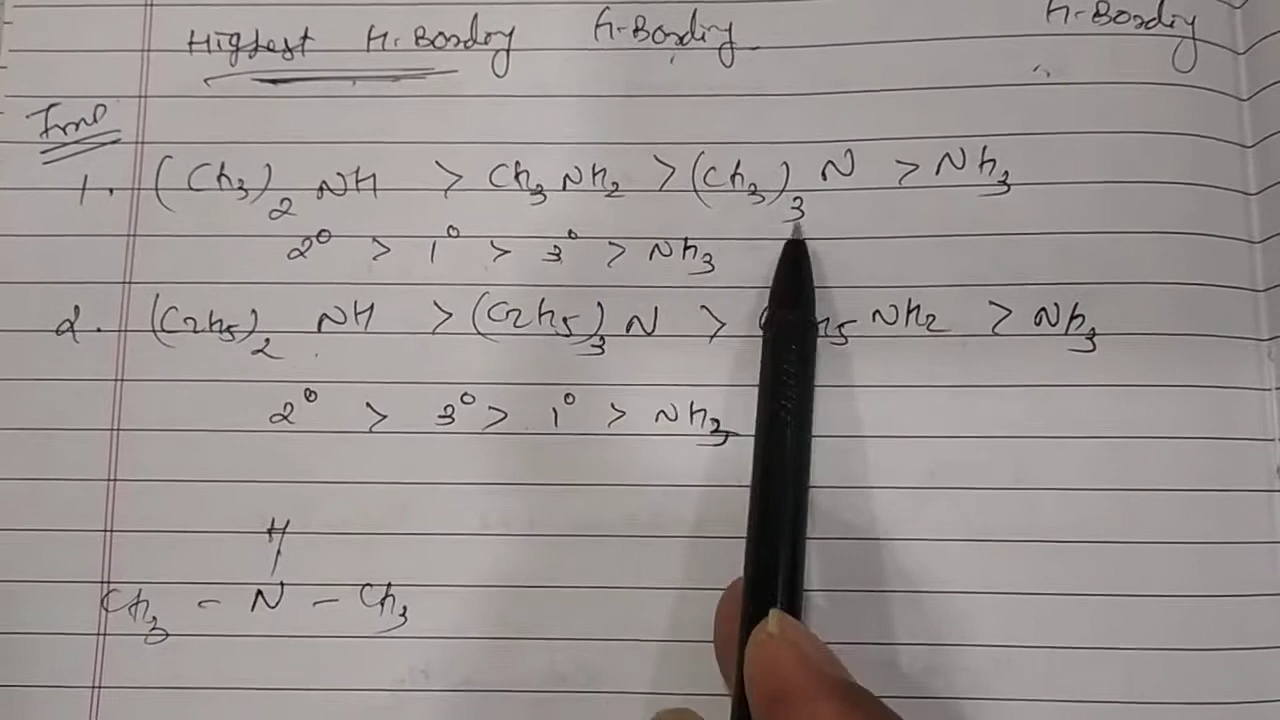 Highest H-Bonding H-Bonding H-Bonding
Imp
1. (CH3)2 NH > CH3 NH2 > (CH3)3 N > NH3
2° > 1° > 3° > NH3
2. (C2H5)2 NH > (C2H5)3 N > H5 NH2 > NH3
2° > 3° > 1° > NH3
H
CH3 - N - CH3